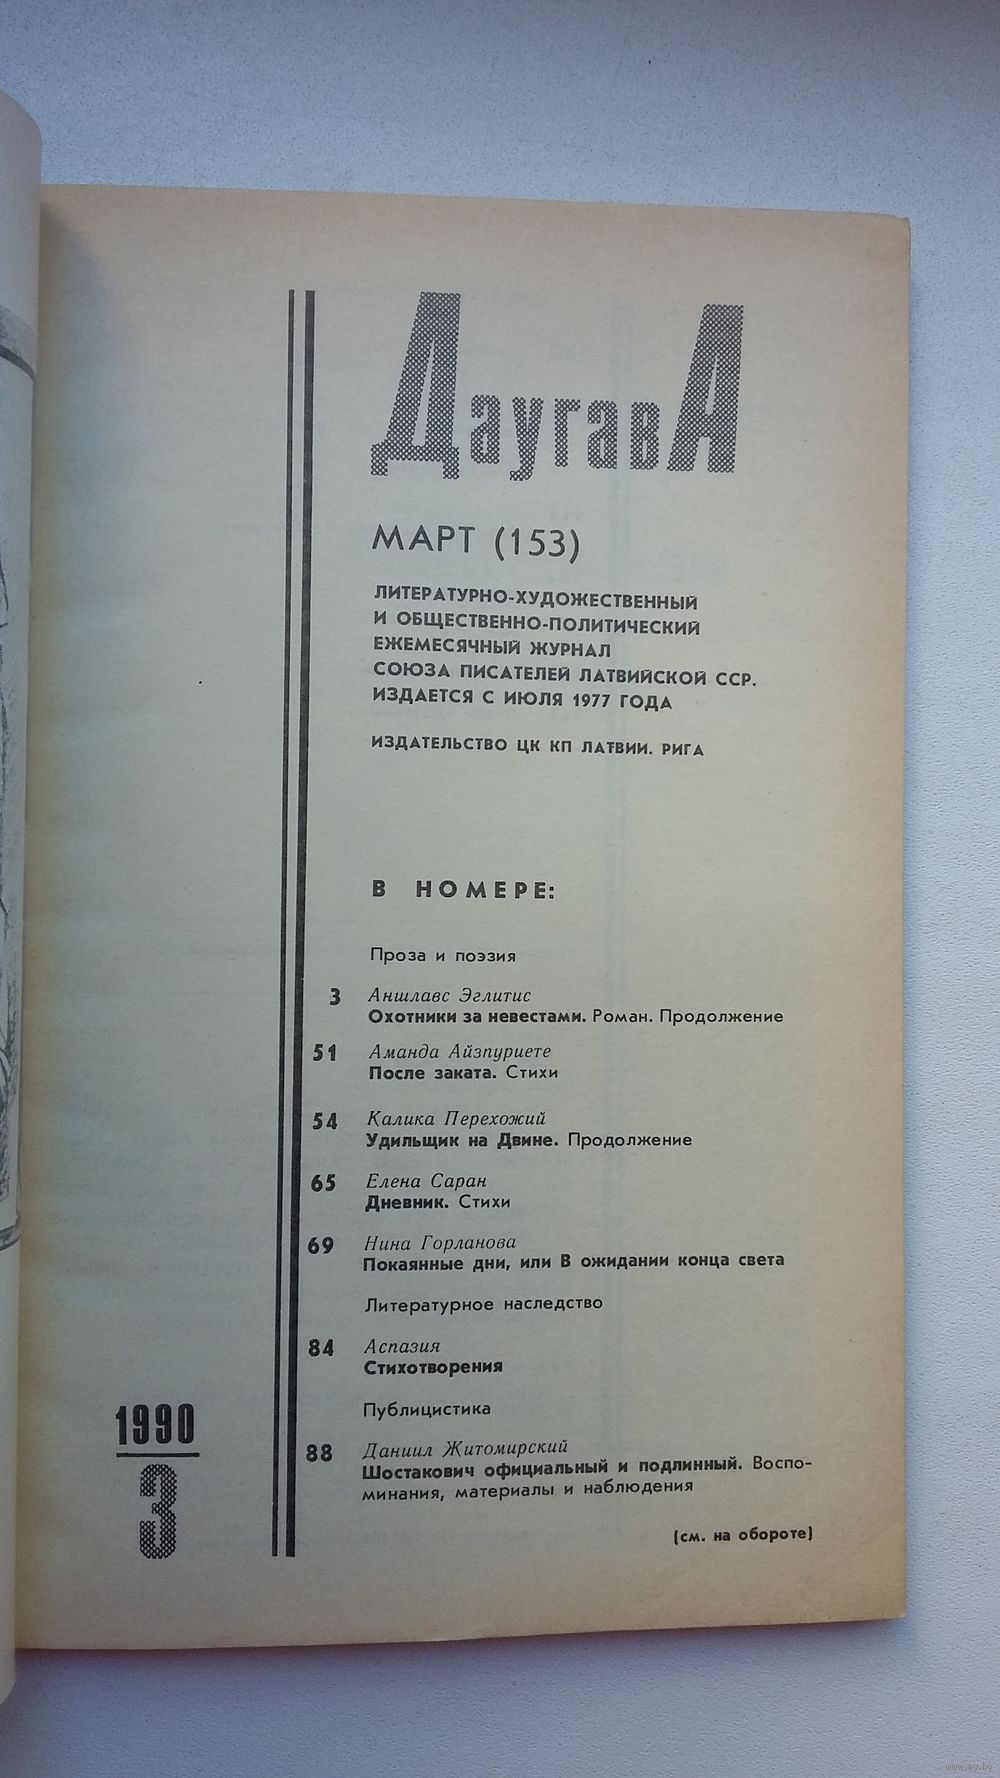 ДаугавА
МАРТ (153)
ЛИТЕРАТУРНО-ХУДОЖЕСТВЕННЫЙ
И ОБЩЕСТВЕННО-ПОЛИТИЧЕСКИЙ
ЕЖЕМЕСЯЧНЫЙ ЖУРНАЛ
СОЮЗА ПИСАТЕЛЕЙ ЛАТВИЙСКОЙ ССР.
ИЗДАЕТСЯ С ИЮЛЯ 1977 ГОДА
ИЗДАТЕЛЬСТВО ЦК КП ЛАТВИИ. РИГА
В НОМЕРЕ:
Проза и поэзия
3 Аншлавс Эглитис
Охотники за невестами. Роман. Продолжение
51 Аманда Айзпуриете
После заката. Стихи
54 Калика Перехожий
Удильщик на Двине. Продолжение
65 Елена Саран
Дневник. Стихи
69 Нина Горланова
Покаянные дни, или В ожидании конца света
Литературное наследство
84 Аспазия
Стихотворения
Публицистика
88 Даниил Житомирский
Шостакович официальный и подлинный. Воспо-
минания, материалы и наблюдения
(см. на обороте)
1990
3
www.ay.by